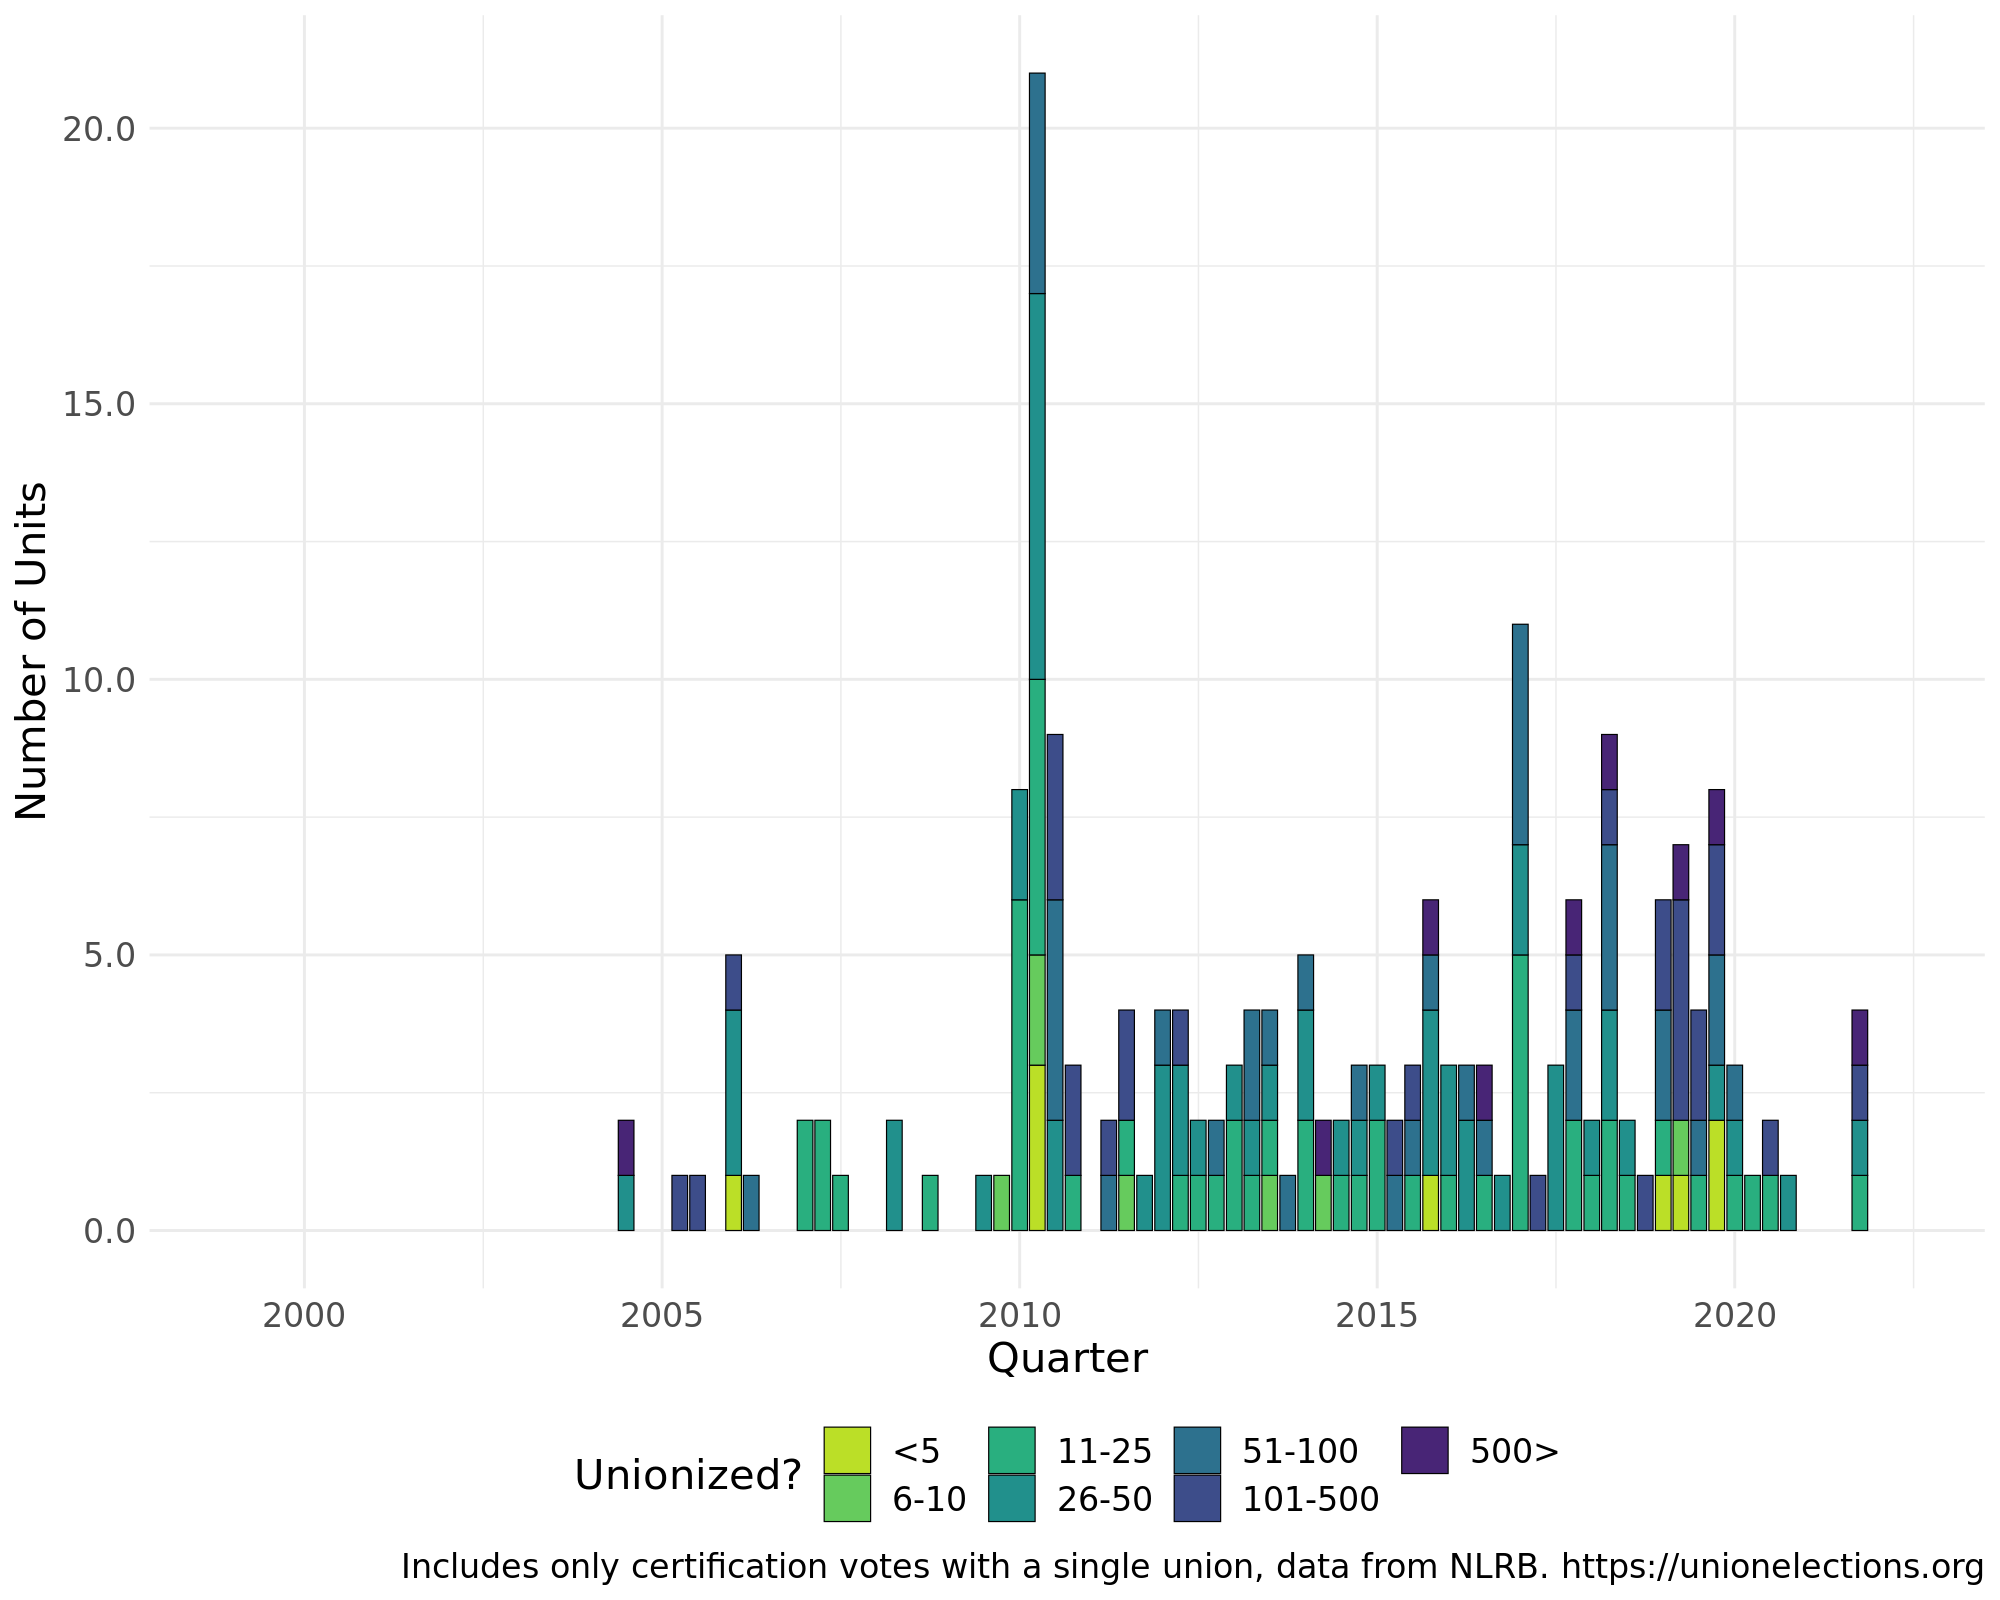 20.0
15.0
10.0
5.0
0.0
Number of Units
2000 2005 2010 2015 2020
Quarter
Unionized?
<5 11-25 51-100 500>
6-10 26-50 101-500
Includes only certification votes with a single union, data from NLRB. https://unionelections.org